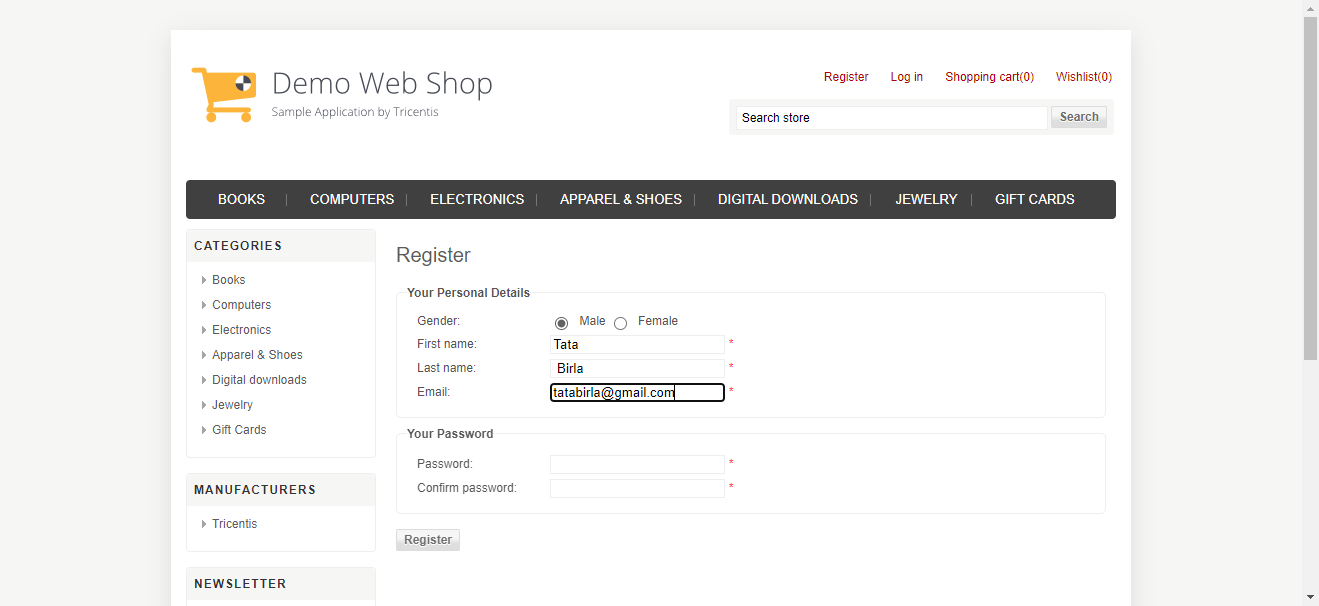 Demo Web Shop
Sample Application by Tricentis
Register Log in Shopping cart(0) Wishlist(0)
Search store Search
BOOKS COMPUTERS ELECTRONICS APPAREL & SHOES DIGITAL DOWNLOADS JEWELRY GIFT CARDS
CATEGORIES
Books
Computers
Electronics
Apparel & Shoes
Digital downloads
Jewelry
Gift Cards
MANUFACTURERS
Tricentis
NEWSLETTER
Register
Your Personal Details
Gender: Male Female
First name: Tata *
Last name: Birla *
Email: tatabirla@gmail.com *
Your Password
Password: *
Confirm password: *
Register